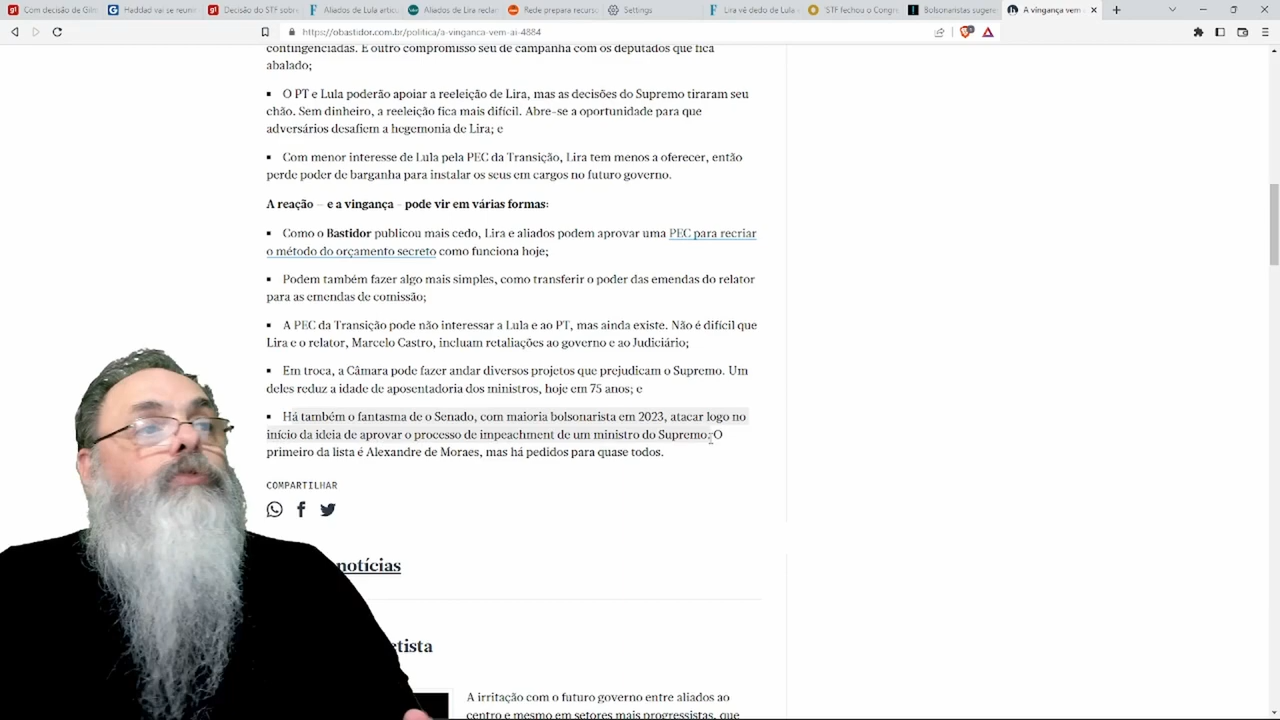 Com decisão de Gilm
Haddad vai se reunir
Decisão do STF sobre
Aliados de Lula articu
Aliados de Lira reclam
Rede prepara recurso
Settings
Lira vê dedo de Lula e
STF fechou o Congre
Bolsonaristas sugere
A vingança vem
https://obastidor.com.br/politica/a-vinganca-vem-ai-4884
contingenciadas. É outro compromisso seu de campanha com os deputados que fica
abalado;
▪ O PT e Lula poderão apoiar a reeleição de Lira, mas as decisões do Supremo tiraram seu
chão. Sem dinheiro, a reeleição fica mais difícil. Abre-se a oportunidade para que
adversários desafiem a hegemonia de Lira; e
▪ Com menor interesse de Lula pela PEC da Transição, Lira tem menos a oferecer, então
perde poder de barganha para instalar os seus em cargos no futuro governo.
A reação – e a vingança - pode vir em várias formas:
▪ Como o Bastidor publicou mais cedo, Lira e aliados podem aprovar uma PEC para recriar
o método do orçamento secreto como funciona hoje;
▪ Podem também fazer algo mais simples, como transferir o poder das emendas do relator
para as emendas de comissão;
▪ A PEC da Transição pode não interessar a Lula e ao PT, mas ainda existe. Não é difícil que
Lira e o relator, Marcelo Castro, incluam retaliações ao governo e ao Judiciário;
▪ Em troca, a Câmara pode fazer andar diversos projetos que prejudicam o Supremo. Um
deles reduz a idade de aposentadoria dos ministros, hoje em 75 anos; e
▪ Há também o fantasma de o Senado, com maioria bolsonarista em 2023, atacar logo no
início da ideia de aprovar o processo de impeachment de um ministro do Supremo. O
primeiro da lista é Alexandre de Moraes, mas há pedidos para quase todos.
COMPARTILHAR
notícias
etista
A irritação com o futuro governo entre aliados ao
centro e mesmo em setores mais progressistas, que